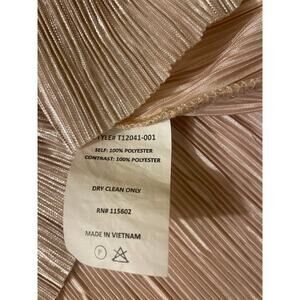 STYLE# T12041-001
SELF: 100% POLYESTER
CONTRAST: 100% POLYESTER
DRY CLEAN ONLY
RN# 115602
MADE IN VIETNAM
P